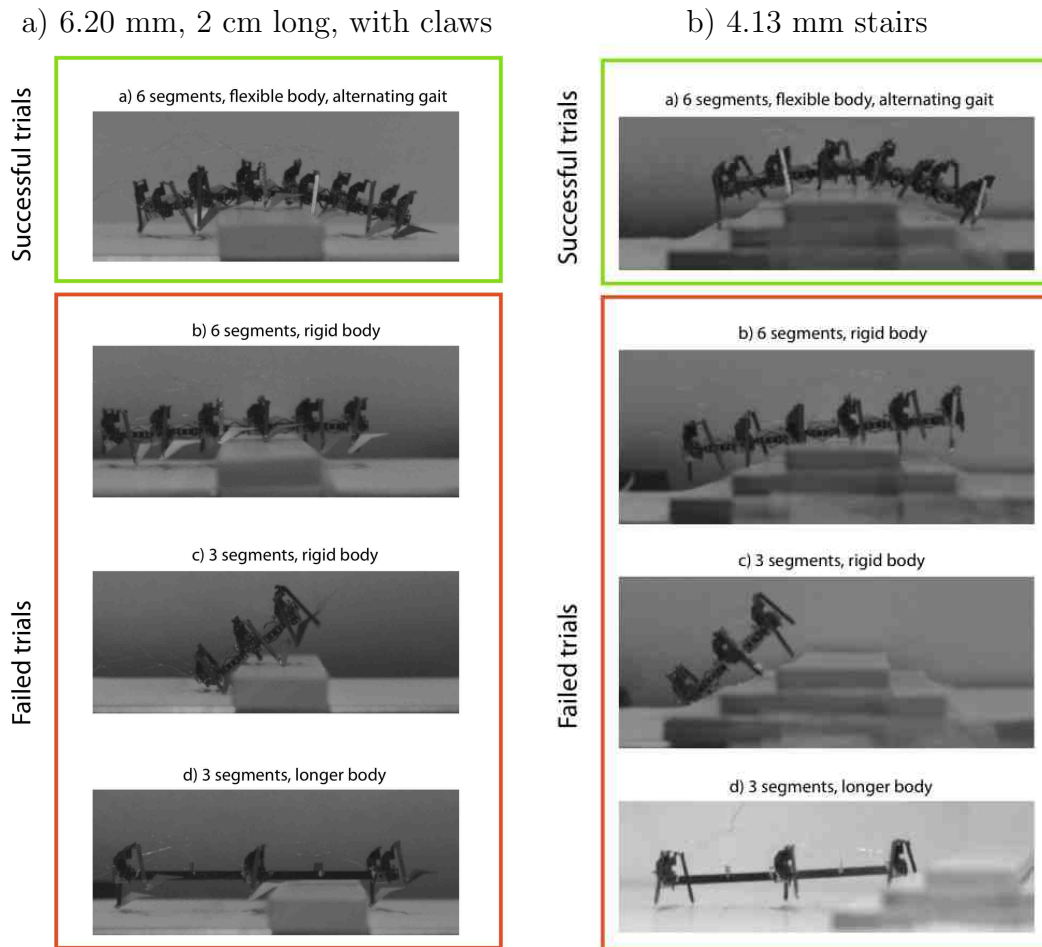 a) 6.20 mm, 2 cm long, with claws
b) 4.13 mm stairs
Successful trials
a) 6 segments, flexible body, alternating gait
b) 6 segments, rigid body
c) 3 segments, rigid body
d) 3 segments, longer body
Failed trials
Successful trials
a) 6 segments, flexible body, alternating gait
b) 6 segments, rigid body
c) 3 segments, rigid body
d) 3 segments, longer body
Failed trials